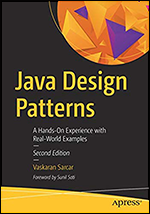 Java Design
Patterns
A Hands-On Experience with
Real-World Examples
Second Edition
Vaskaran Sarcar
Foreword by Sunil Sati
Apress®